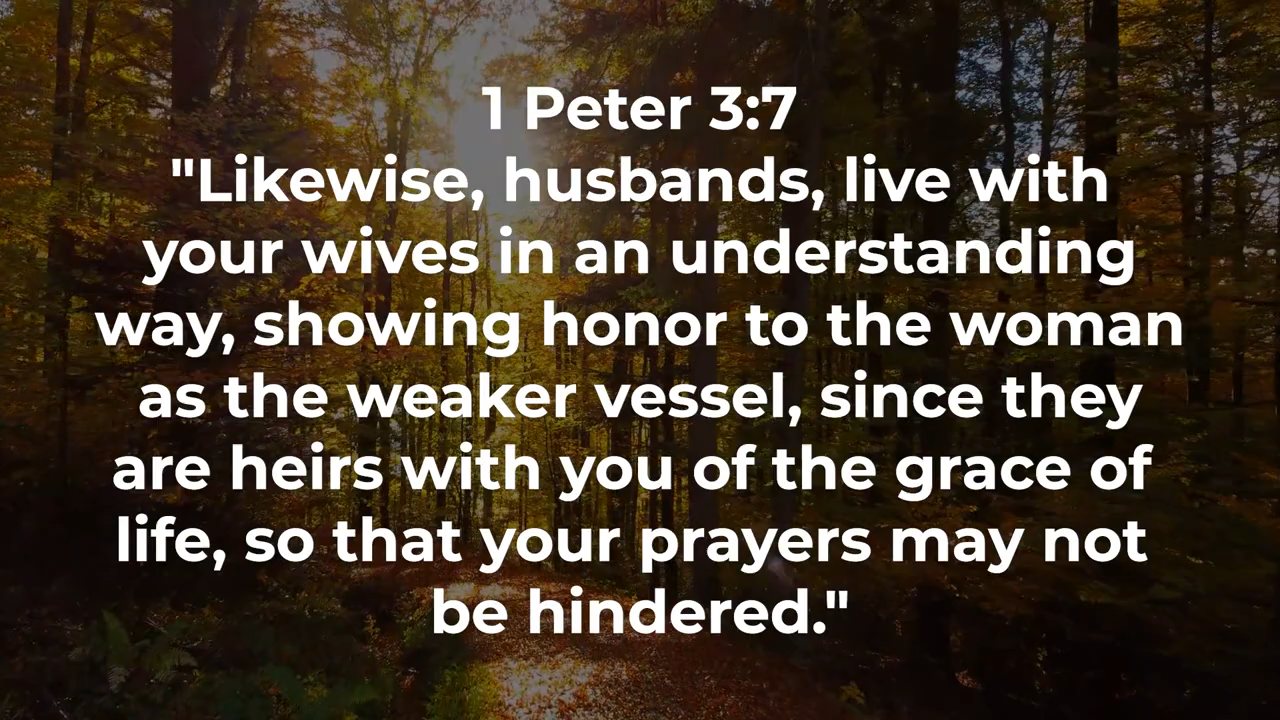 1 Peter 3:7
"Likewise, husbands, live with
your wives in an understanding
way, showing honor to the woman
as the weaker vessel, since they
are heirs with you of the grace of
life, so that your prayers may not
be hindered."